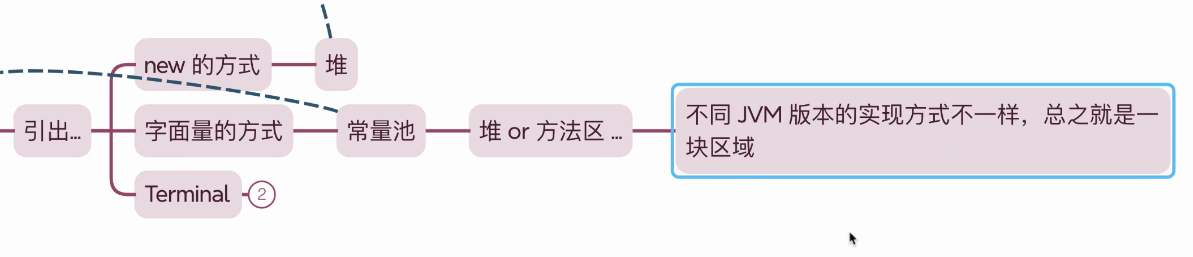 new 的方式
堆
引出...
字面量的方式
常量池
堆 or 方法区 ...
不同 JVM 版本的实现方式不一样，总之就是一
块区域
Terminal
2